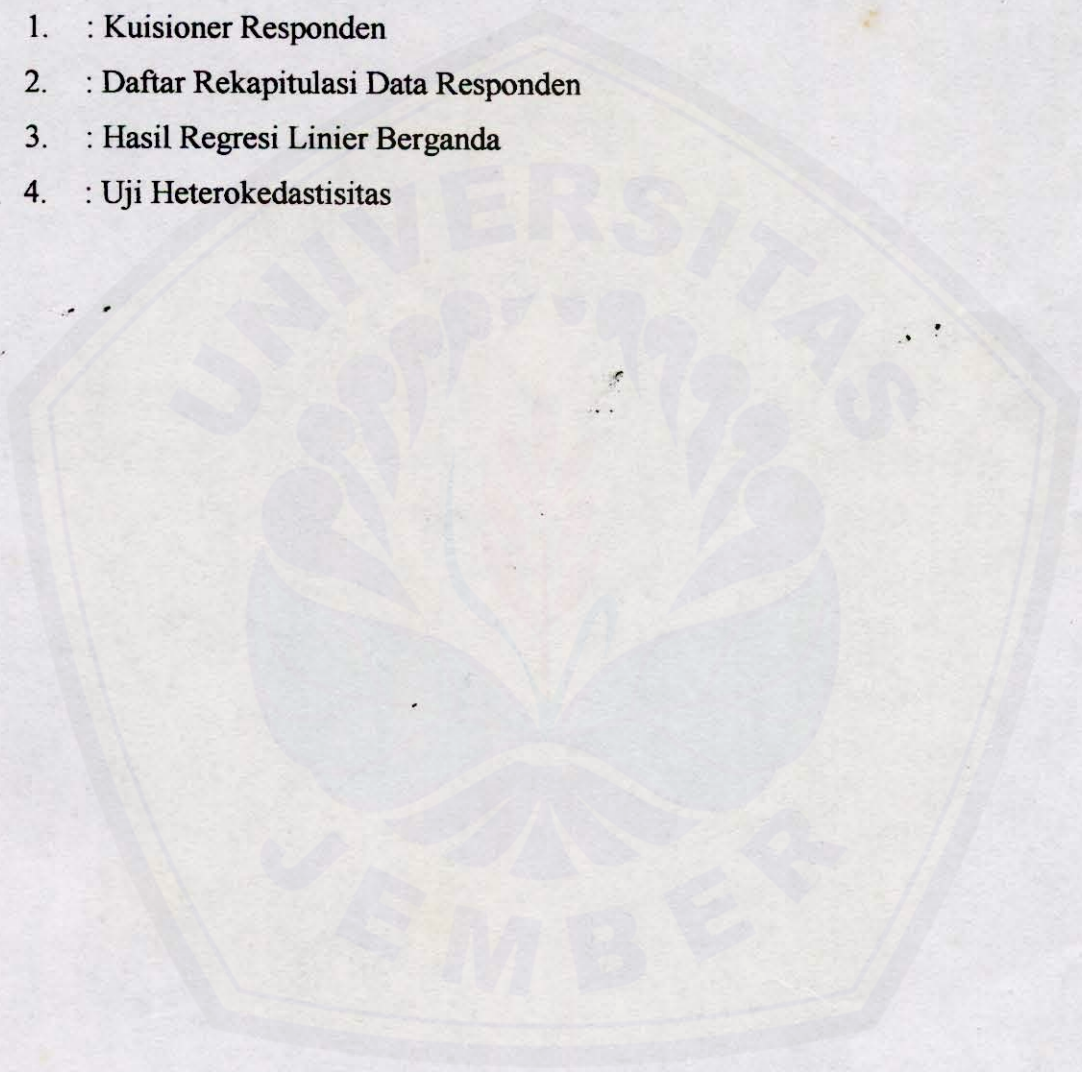 1. : Kuisioner Responden
2. : Daftar Rekapitulasi Data Responden
3. : Hasil Regresi Linier Berganda
4. : Uji Heterokedastisitas
UNIVERSITAS
JEMBER